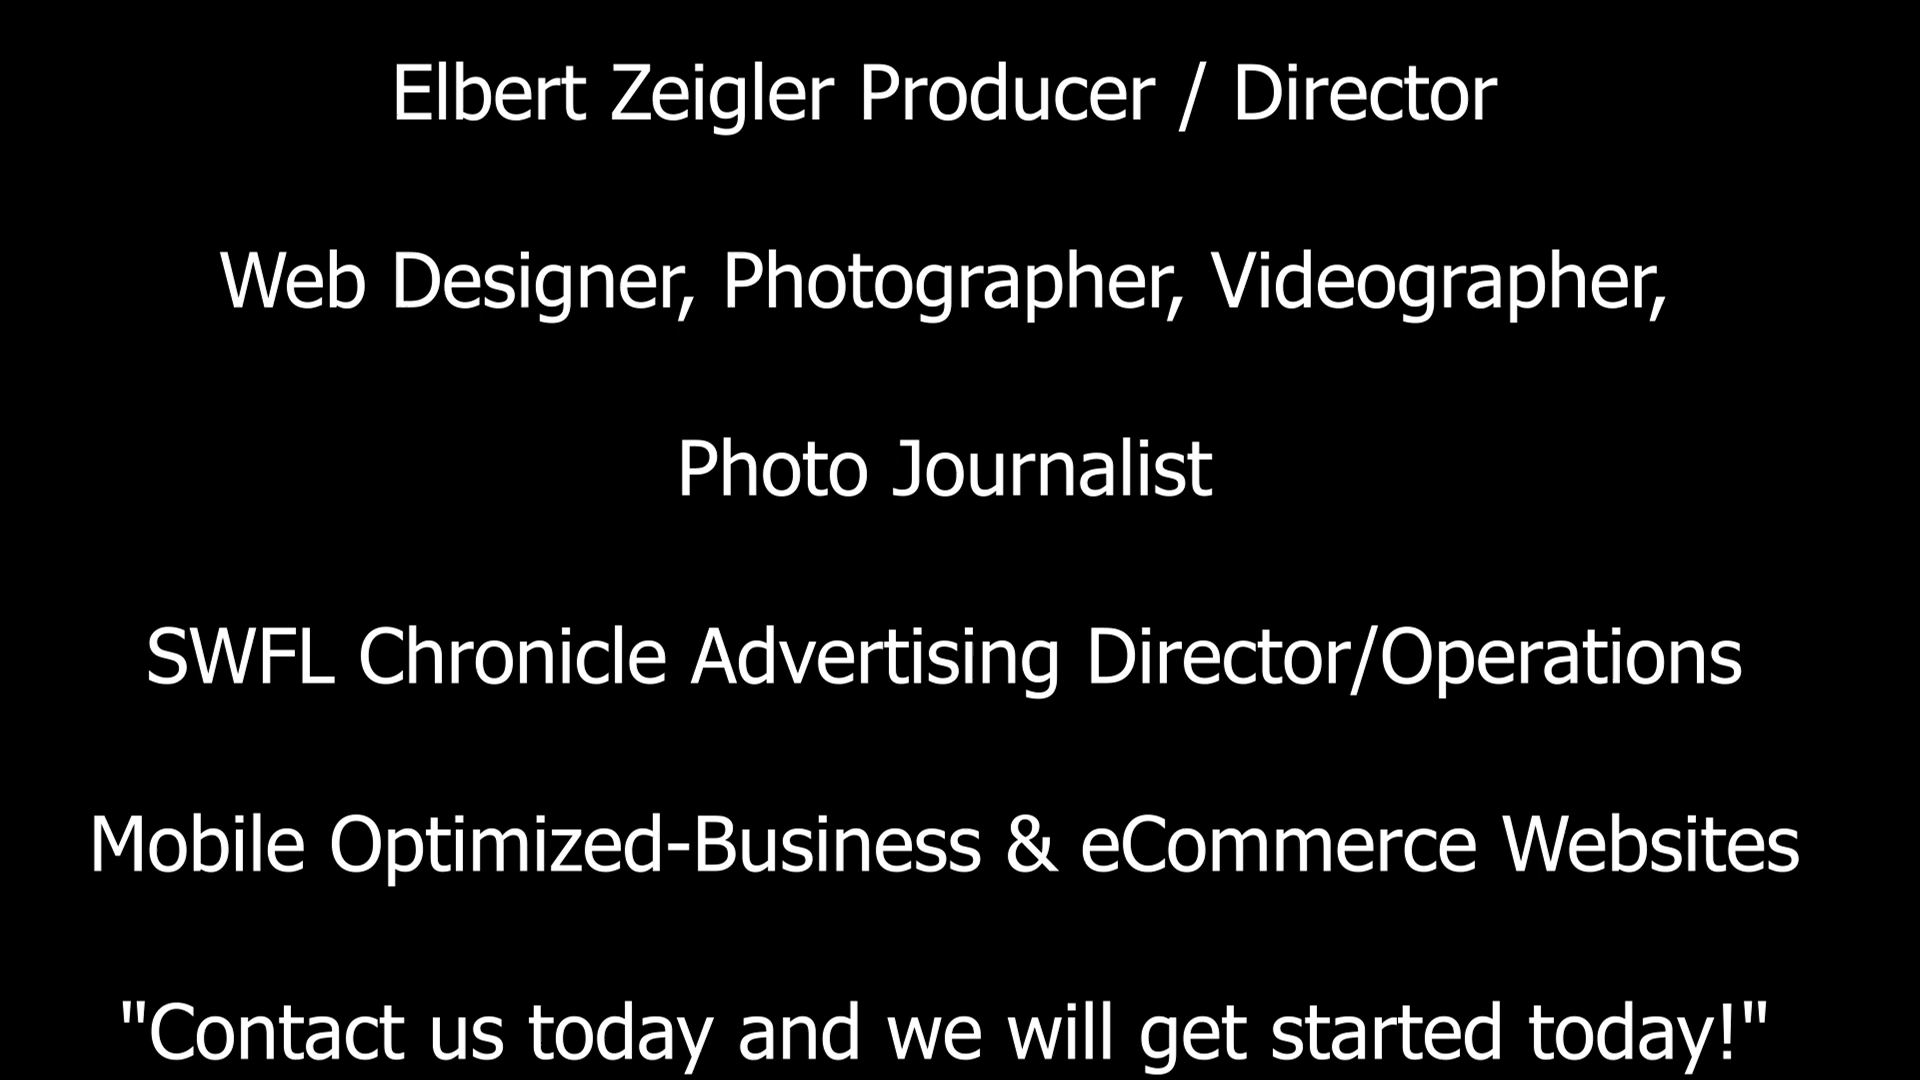 Elbert Zeigler Producer / Director
Web Designer, Photographer, Videographer,
Photo Journalist
SWFL Chronicle Advertising Director/Operations
Mobile Optimized-Business & eCommerce Websites
"Contact us today and we will get started today!"